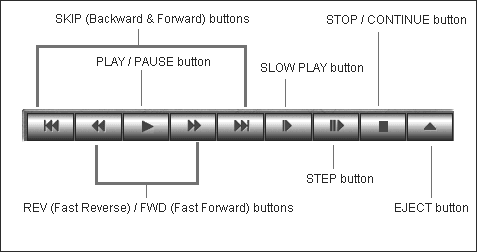 SKIP (Backward & Forward) buttons
STOP / CONTINUE button
PLAY / PAUSE button
SLOW PLAY button
STEP button
REV (Fast Reverse) / FWD (Fast Forward) buttons
EJECT button